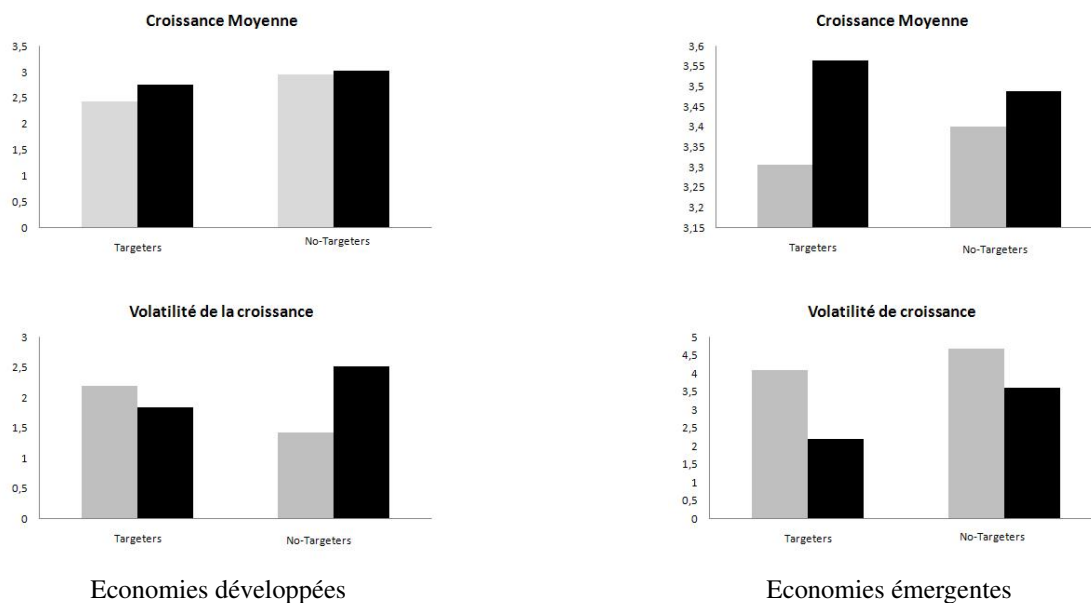 Croissance Moyenne
3,5
3
2,5
2
1,5
1
0,5
0
Targeters
No-Targeters
Croissance Moyenne
3,6
3,55
3,5
3,45
3,4
3,35
3,3
3,25
3,2
3,15
Targeters
No-Targeters
Volatilité de la croissance
3
2,5
2
1,5
1
0,5
0
Targeters
No-Targeters
Volatilité de croissance
5
4,5
4
3,5
3
2,5
2
1,5
1
0,5
0
Targeters
No-Targeters
Economies développées
Economies émergentes